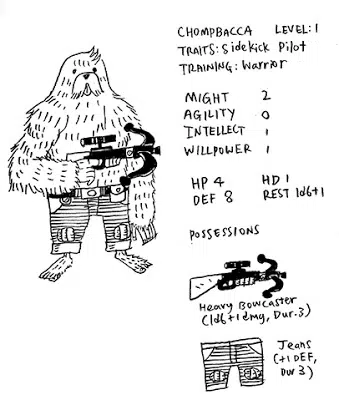 CHOMPBACCA LEVEL: 1
TRAITS: Sidekick Pilot
TRAINING: Warrior
MIGHT 2
AGILITY 0
INTELLECT 1
WILLPOWER 1
HP 4 HD 1
DEF 8 REST 1d6+1
POSSESSIONS
Heavy Bowcaster
(1d6+1 dmg, Dur.3)
Jeans
(+1 DEF,
Dur 3)